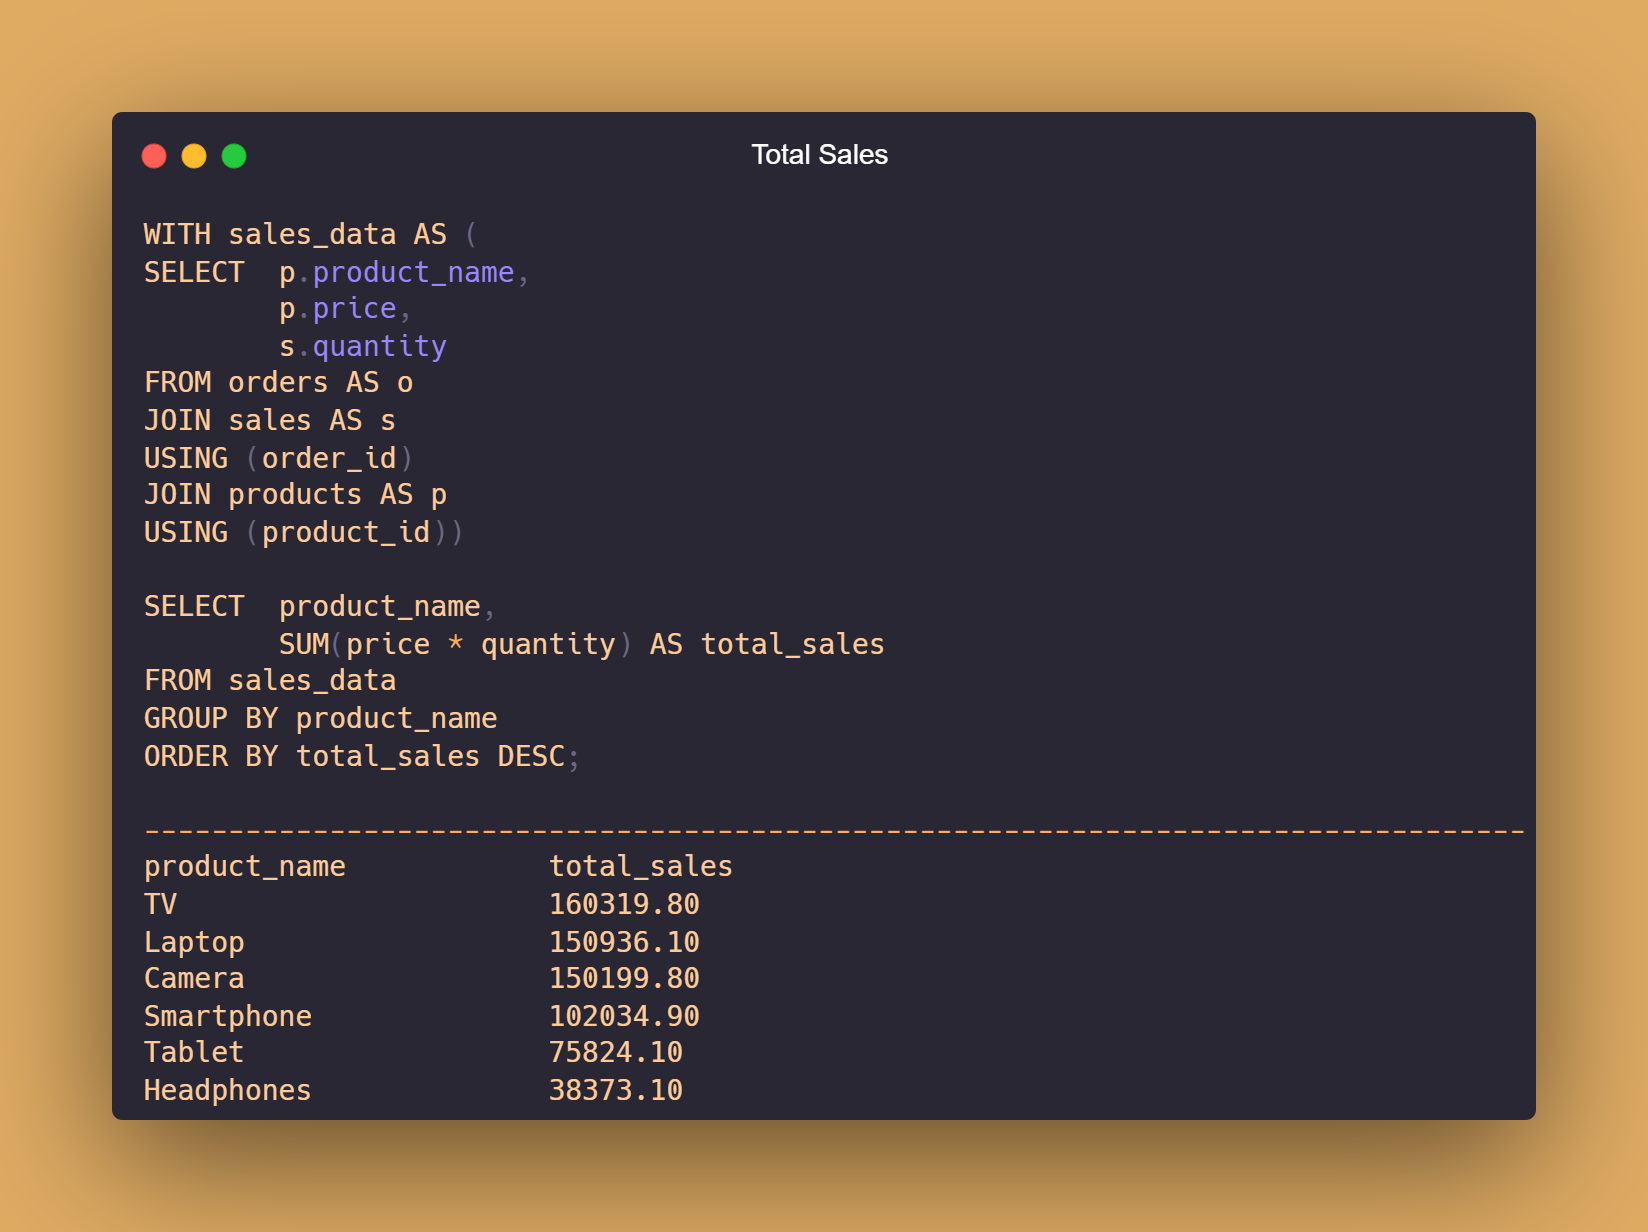 Total Sales
WITH sales_data AS (
SELECT  p.product_name,
        p.price,
        s.quantity
FROM orders AS o
JOIN sales AS s
USING (order_id)
JOIN products AS p
USING (product_id))
SELECT  product_name,
        SUM(price * quantity) AS total_sales
FROM sales_data
GROUP BY product_name
ORDER BY total_sales DESC;
----------------------------------------------------------------------------------
product_name            total_sales
TV                      160319.80
Laptop                  150936.10
Camera                  150199.80
Smartphone              102034.90
Tablet                  75824.10
Headphones              38373.10